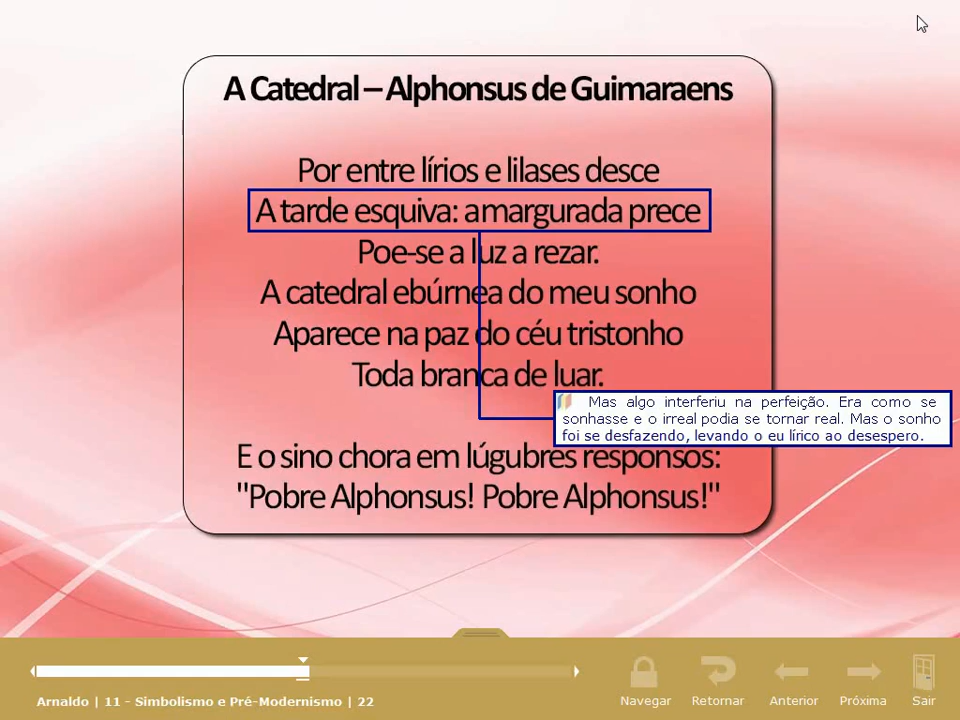 A Catedral – Alphonsus de Guimaraens
Por entre lírios e lilases desce
A tarde esquiva: amargurada prece
Poe-se a luz a rezar.
A catedral ebúrnea do meu sonho
Aparece na paz do céu tristonho
Toda branca de luar.
Mas algo interferiu na perfeição. Era como se
sonhasse e o irreal podia se tornar real. Mas o sonho
foi se desfazendo, levando o eu lírico ao desespero.
E o sino chora em lúgubres responsos:
"Pobre Alphonsus! Pobre Alphonsus!"
Navegar
Retornar
Anterior
Próxima
Sair
Arnaldo | 11 - Simbolismo e Pré-Modernismo | 22